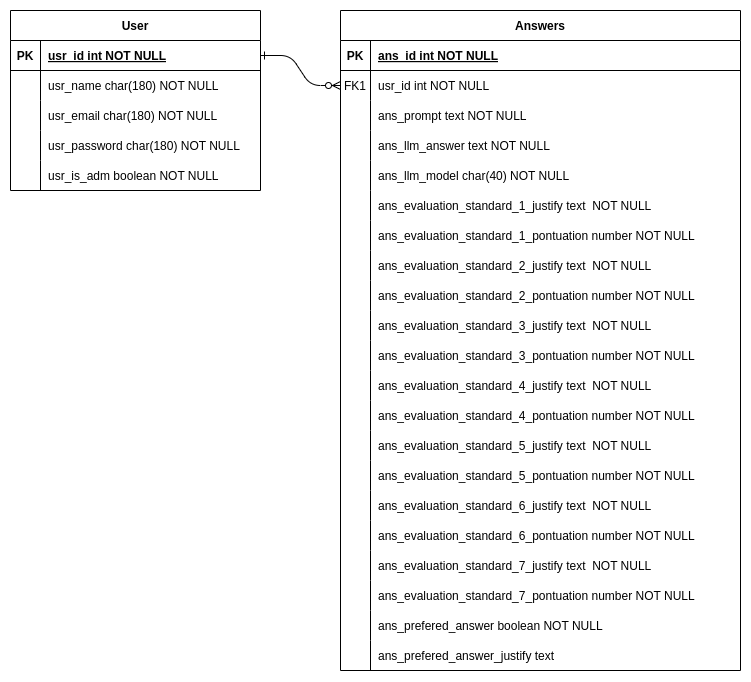 User
PK usr_id int NOT NULL
usr_name char(180) NOT NULL
usr_email char(180) NOT NULL
usr_password char(180) NOT NULL
usr_is_adm boolean NOT NULL
Answers
PK ans_id int NOT NULL
FK1 usr_id int NOT NULL
ans_prompt text NOT NULL
ans_llm_answer text NOT NULL
ans_llm_model char(40) NOT NULL
ans_evaluation_standard_1_justify text  NOT NULL
ans_evaluation_standard_1_pontuation number NOT NULL
ans_evaluation_standard_2_justify text  NOT NULL
ans_evaluation_standard_2_pontuation number NOT NULL
ans_evaluation_standard_3_justify text  NOT NULL
ans_evaluation_standard_3_pontuation number NOT NULL
ans_evaluation_standard_4_justify text  NOT NULL
ans_evaluation_standard_4_pontuation number NOT NULL
ans_evaluation_standard_5_justify text  NOT NULL
ans_evaluation_standard_5_pontuation number NOT NULL
ans_evaluation_standard_6_justify text  NOT NULL
ans_evaluation_standard_6_pontuation number NOT NULL
ans_evaluation_standard_7_justify text  NOT NULL
ans_evaluation_standard_7_pontuation number NOT NULL
ans_prefered_answer boolean NOT NULL
ans_prefered_answer_justify text